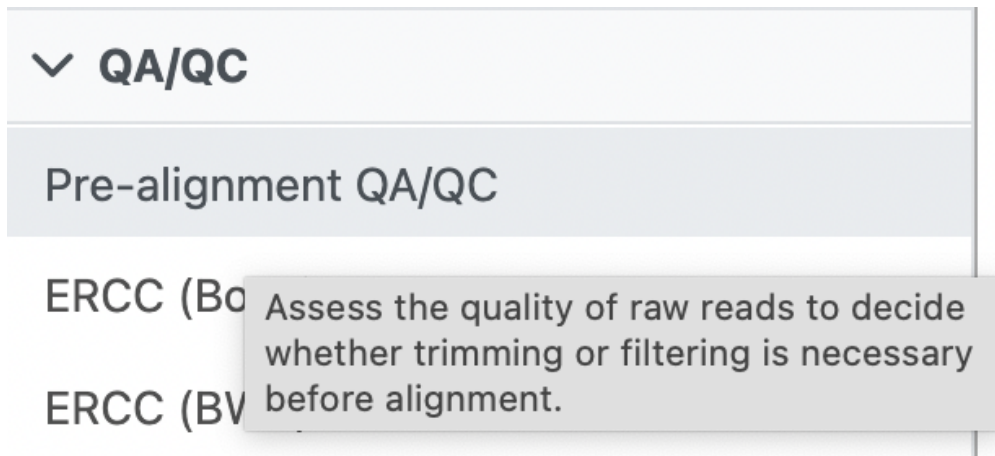 QA/QC
Pre-alignment QA/QC
ERCC (Bo
Assess the quality of raw reads to decide
whether trimming or filtering is necessary
before alignment.
ERCC (BW